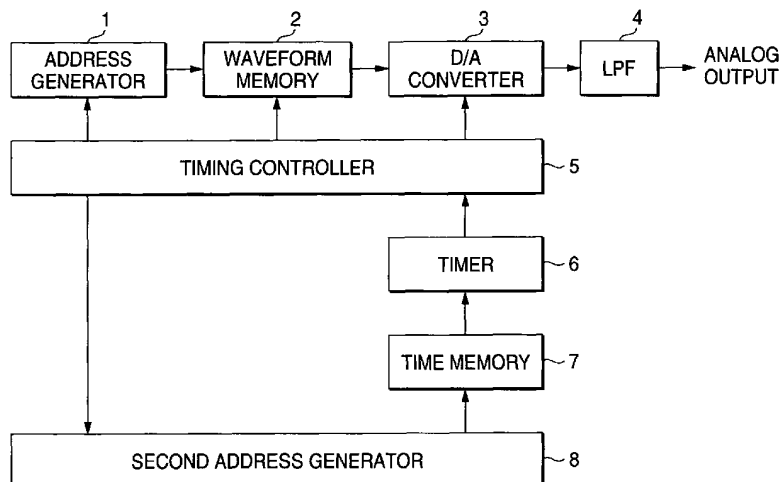 1
2
3
4
ADDRESS
GENERATOR
WAVEFORM
MEMORY
D/A
CONVERTER
LPF
ANALOG
OUTPUT
TIMING CONTROLLER
5
TIMER
6
TIME MEMORY
7
SECOND ADDRESS GENERATOR
8